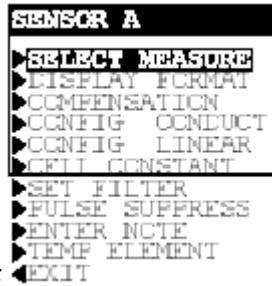 SENSOR A
SELECT MEASURE
DISPLAY FORMAT
COMPENSATION
CONFIG CONDUCT
CONFIG LINEAR
CELL CONSTANT
SET FILTER
PULSE SUPPRESS
ENTER NOTE
TEMP ELEMENT
EXIT